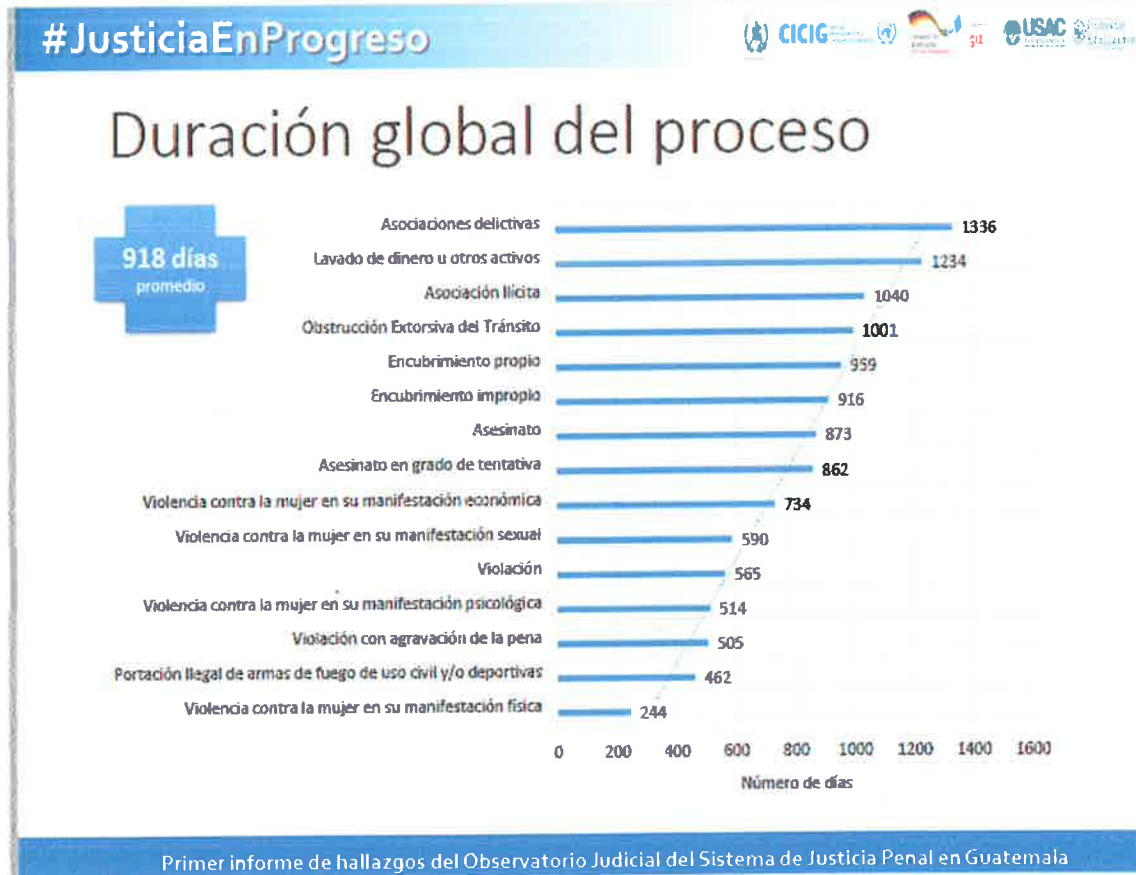 #JusticiaEnProgreso
CICIG
giz
USAC
Duración global del proceso
918 días
promedio
Asociaciones delictivas 1336
Lavado de dinero u otros activos 1234
Asociación Ilícita 1040
Obstrucción Extorsiva del Tránsito 1001
Encubrimiento propio 959
Encubrimiento impropio 916
Asesinato 873
Asesinato en grado de tentativa 862
Violencia contra la mujer en su manifestación económica 734
Violencia contra la mujer en su manifestación sexual 590
Violación 565
Violencia contra la mujer en su manifestación psicológica 514
Violación con agravación de la pena 505
Portación Ilegal de armas de fuego de uso civil y/o deportivas 462
Violencia contra la mujer en su manifestación física 244
0 200 400 600 800 1000 1200 1400 1600
Número de días
Primer informe de hallazgos del Observatorio Judicial del Sistema de Justicia Penal en Guatemala